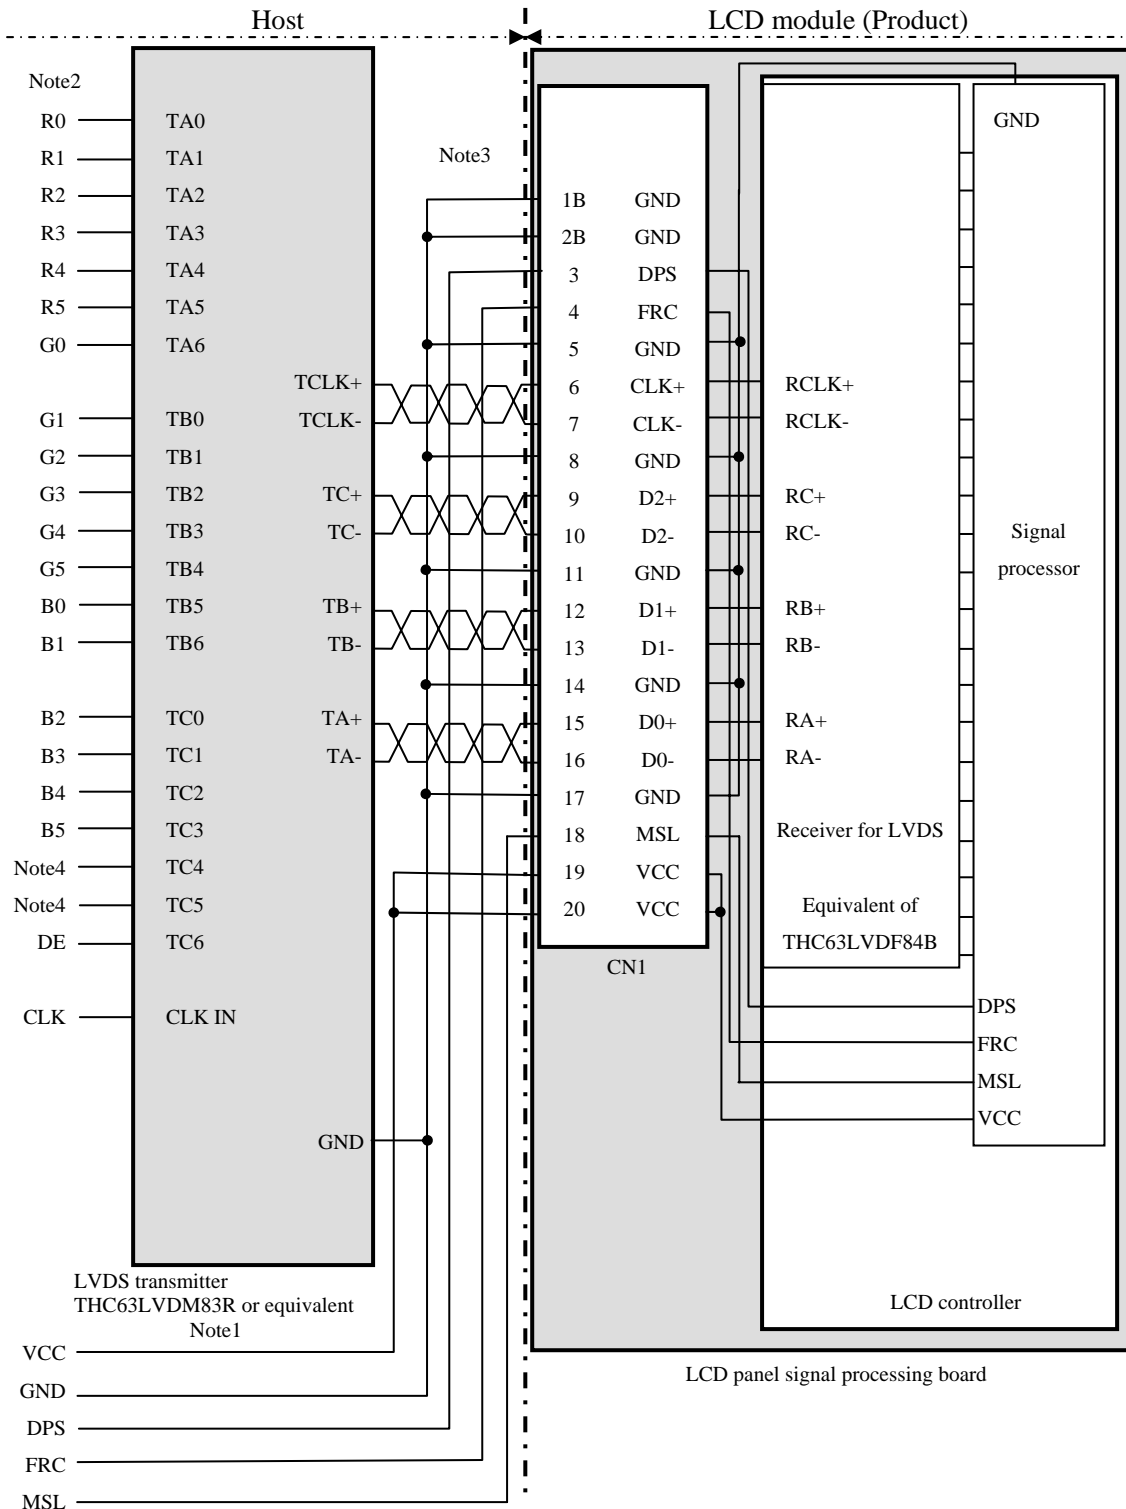 Host
LCD module (Product)
Note2
R0 TA0
R1 TA1
R2 TA2
R3 TA3
R4 TA4
R5 TA5
G0 TA6
G1 TB0
G2 TB1
G3 TB2
G4 TB3
G5 TB4
B0 TB5
B1 TB6
B2 TC0
B3 TC1
B4 TC2
B5 TC3
Note4 TC4
Note4 TC5
DE TC6
CLK CLK IN
TCLK+
TCLK-
TC+
TC-
TB+
TB-
TA+
TA-
GND
LVDS transmitter
THC63LVDM83R or equivalent
Note1
VCC
GND
DPS
FRC
MSL
Note3
1B GND
2B GND
3 DPS
4 FRC
5 GND
6 CLK+
7 CLK-
8 GND
9 D2+
10 D2-
11 GND
12 D1+
13 D1-
14 GND
15 D0+
16 D0-
17 GND
18 MSL
19 VCC
20 VCC
CN1
RCLK+
RCLK-
RC+
RC-
RB+
RB-
RA+
RA-
Receiver for LVDS
Equivalent of
THC63LVDF84B
GND
Signal
processor
DPS
FRC
MSL
VCC
LCD controller
LCD panel signal processing board